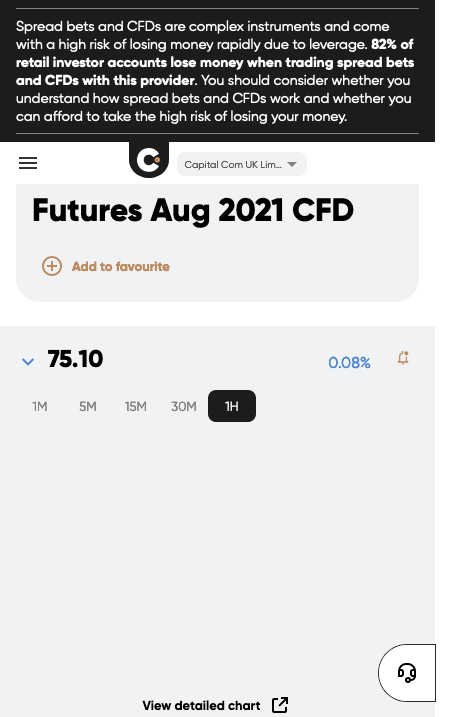 Spread bets and CFDs are complex instruments and come
with a high risk of losing money rapidly due to leverage. 82% of
retail investor accounts lose money when trading spread bets
and CFDs with this provider. You should consider whether you
understand how spread bets and CFDs work and whether you
can afford to take the high risk of losing your money.
Capital Com UK Lim...
Futures Aug 2021 CFD
Add to favourite
75.10
0.08%
1M 5M 15M 30M 1H
View detailed chart